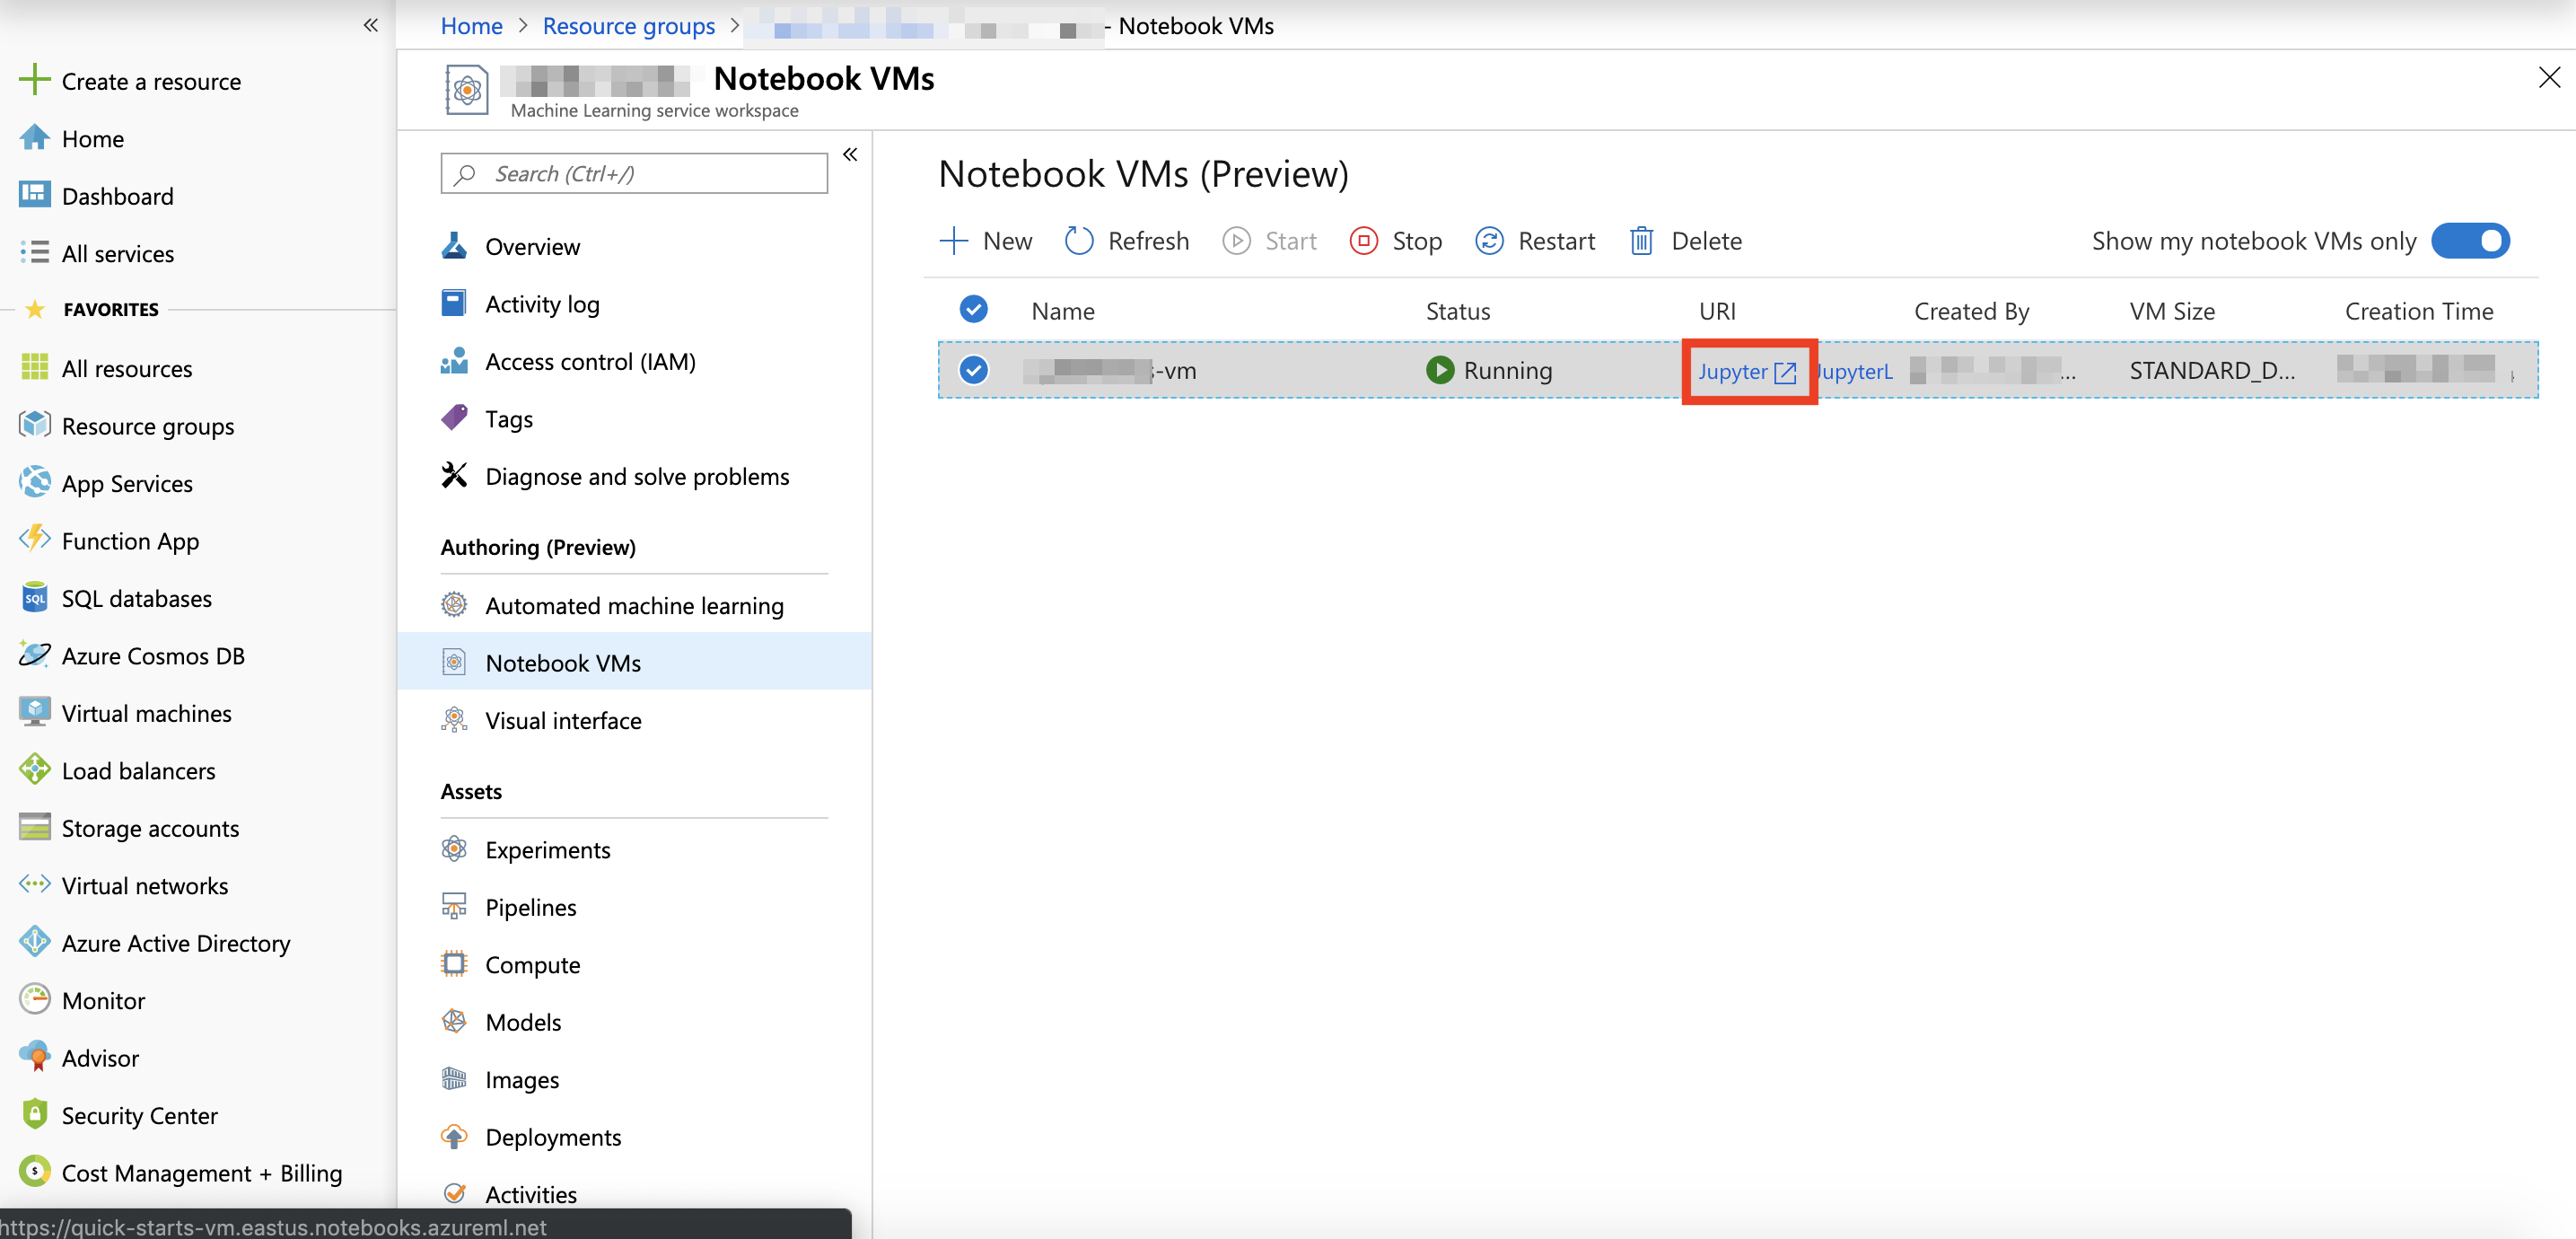 «
Create a resource
Home
Dashboard
All services
FAVORITES
All resources
Resource groups
App Services
Function App
SQL databases
Azure Cosmos DB
Virtual machines
Load balancers
Storage accounts
Virtual networks
Azure Active Directory
Monitor
Advisor
Security Center
Cost Management + Billing
https://quick-starts-vm.eastus.notebooks.azureml.net
Home > Resource groups > - Notebook VMs
Notebook VMs
Machine Learning service workspace
Search (Ctrl+/)
«
Overview
Activity log
Access control (IAM)
Tags
Diagnose and solve problems
Authoring (Preview)
Automated machine learning
Notebook VMs
Visual interface
Assets
Experiments
Pipelines
Compute
Models
Images
Deployments
Activities
Notebook VMs (Preview)
New Refresh Start Stop Restart Delete Show my notebook VMs only
Name Status URI Created By VM Size Creation Time
-vm Running Jupyter JupyterL ... STANDARD_D...